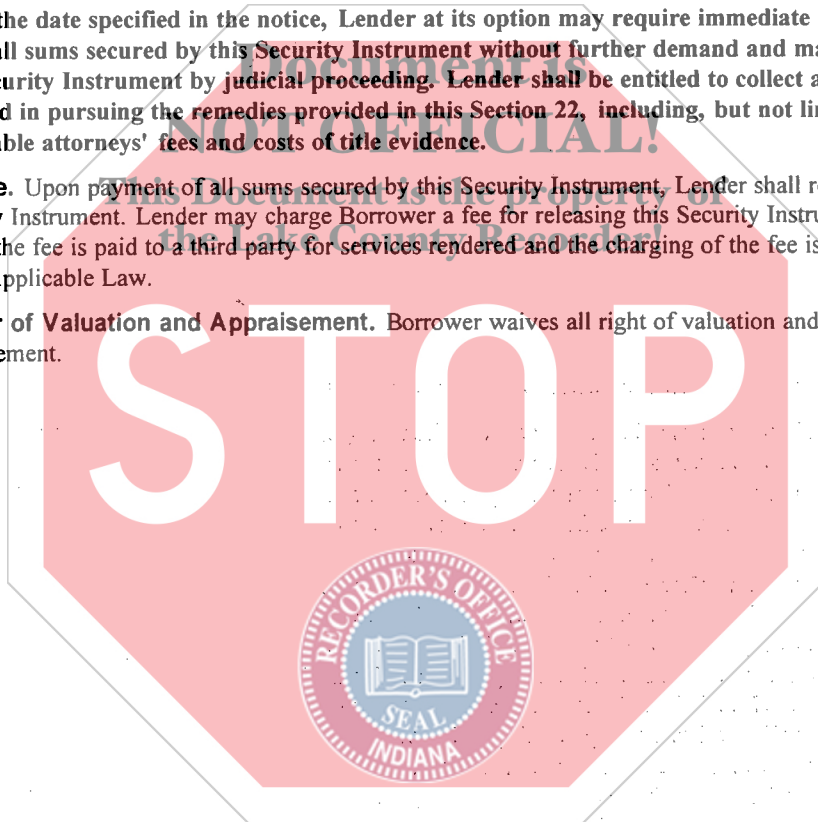 the date specified in the notice, Lender at its option may require immediate
all sums secured by this Security Instrument without further demand and
curity Instrument by judicial proceeding. Lender shall be entitled to collect
d in pursuing the remedies provided in this Section 22, including, but not
ble attorneys' fees and costs of title evidence.
e. Upon payment of all sums secured by this Security Instrument, Lender shall
Instrument. Lender may charge Borrower a fee for releasing this Security Instru
he fee is paid to a third party for services rendered and the charging of the fee is
pplicable Law.
r of Valuation and Appraisement. Borrower waives all right of valuation and
ement.
Document is
NOT OFFICIAL!
This Document is the property of
the Lake County Recorder!
STOP
RECORDER'S OFFICE
SEAL
INDIANA